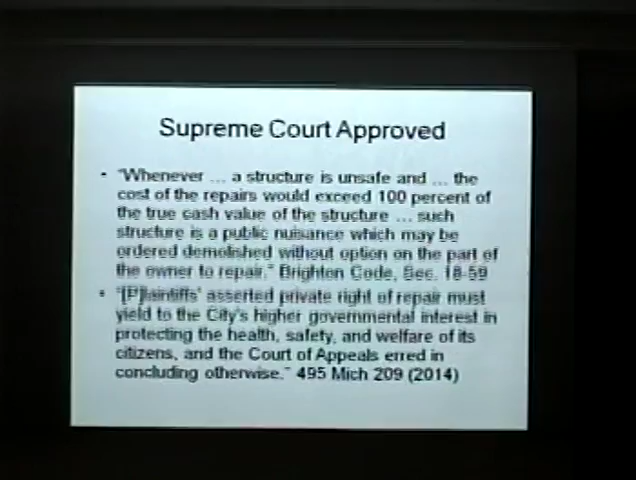 Supreme Court Approved
• "Whenever ... a structure is unsafe and ... the
cost of the repairs would exceed 100 percent of
the true cash value of the structure ... such
structure is a public nuisance which may be
ordered demolished without option on the part of
the owner to repair." Brighton Code, Sec. 18-59
• "[P]laintiffs' asserted private right of repair must
yield to the City's higher governmental interest in
protecting the health, safety, and welfare of its
citizens, and the Court of Appeals erred in
concluding otherwise." 495 Mich 209 (2014)